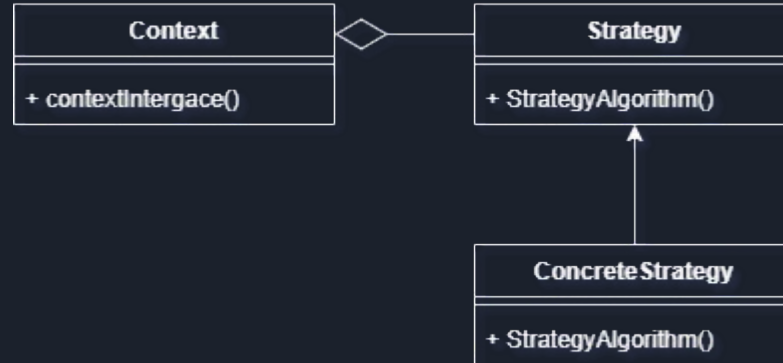 Context
+ contextIntergace()
Strategy
+ StrategyAlgorithm()
ConcreteStrategy
+ StrategyAlgorithm()